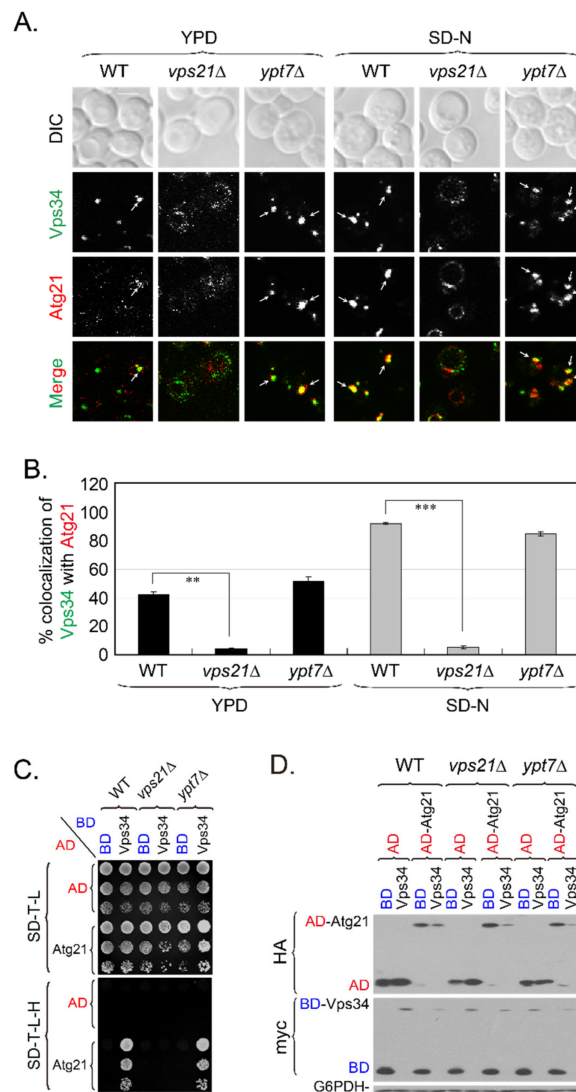 A.
YPD SD-N
WT vps21Δ ypt7Δ WT vps21Δ ypt7Δ
DIC
Vps34
Atg21
Merge
B.
% colocalization of
Vps34 with Atg21
120
100
80
60
40
20
0
** ***
WT vps21Δ ypt7Δ WT vps21Δ ypt7Δ
YPD SD-N
C.
WT vps21Δ ypt7Δ
BD
AD
BD Vps34 BD Vps34 BD Vps34
SD-T-L
AD
Atg21
SD-T-L-H
AD
Atg21
D.
WT vps21Δ ypt7Δ
AD AD-Atg21 AD AD-Atg21 AD AD-Atg21
BD Vps34 BD Vps34 BD Vps34 BD Vps34 BD Vps34 BD Vps34
HA
AD-Atg21
AD
myc
BD-Vps34
BD
G6PDH-